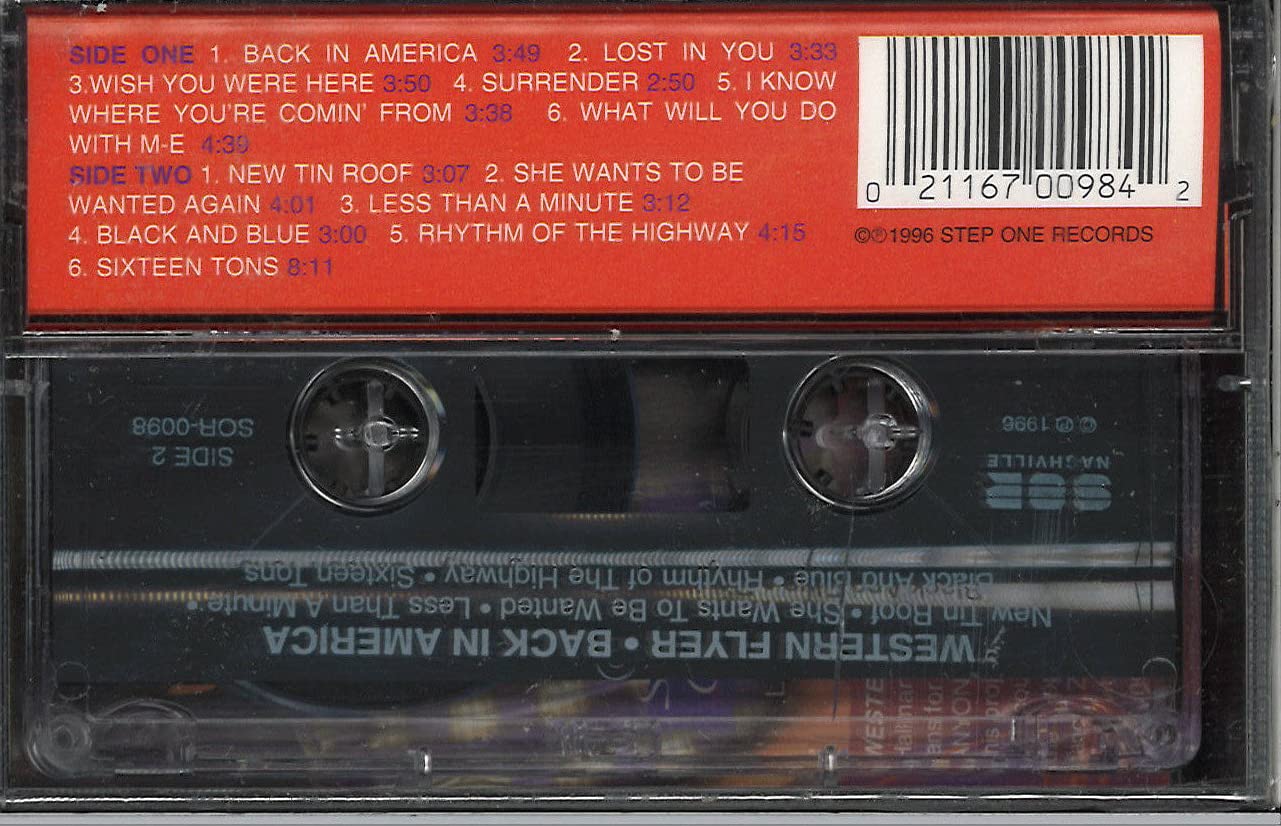 SIDE ONE 1. BACK IN AMERICA 3:49 2. LOST IN YOU 3:33
3.WISH YOU WERE HERE 3:50 4. SURRENDER 2:50 5. I KNOW
WHERE YOU'RE COMIN' FROM 3:38 6. WHAT WILL YOU DO
WITH M-E 4:39
SIDE TWO 1. NEW TIN ROOF 3:07 2. SHE WANTS TO BE
WANTED AGAIN 4:01 3. LESS THAN A MINUTE 3:12
4. BLACK AND BLUE 3:00 5. RHYTHM OF THE HIGHWAY 4:15
6. SIXTEEN TONS 8:11
0 21167 00984 2
©℗1996 STEP ONE RECORDS
SIDE 2
SOR-0098
© ℗ 1996
SOR
NASHVILLE
WESTERN FLYER • BACK IN AMERICA
New Tin Roof • She Wants To Be Wanted • Less Than A Minute •
Black And Blue • Rhythm of The Highway • Sixteen Tons
WESTE
Hallmar
ans for